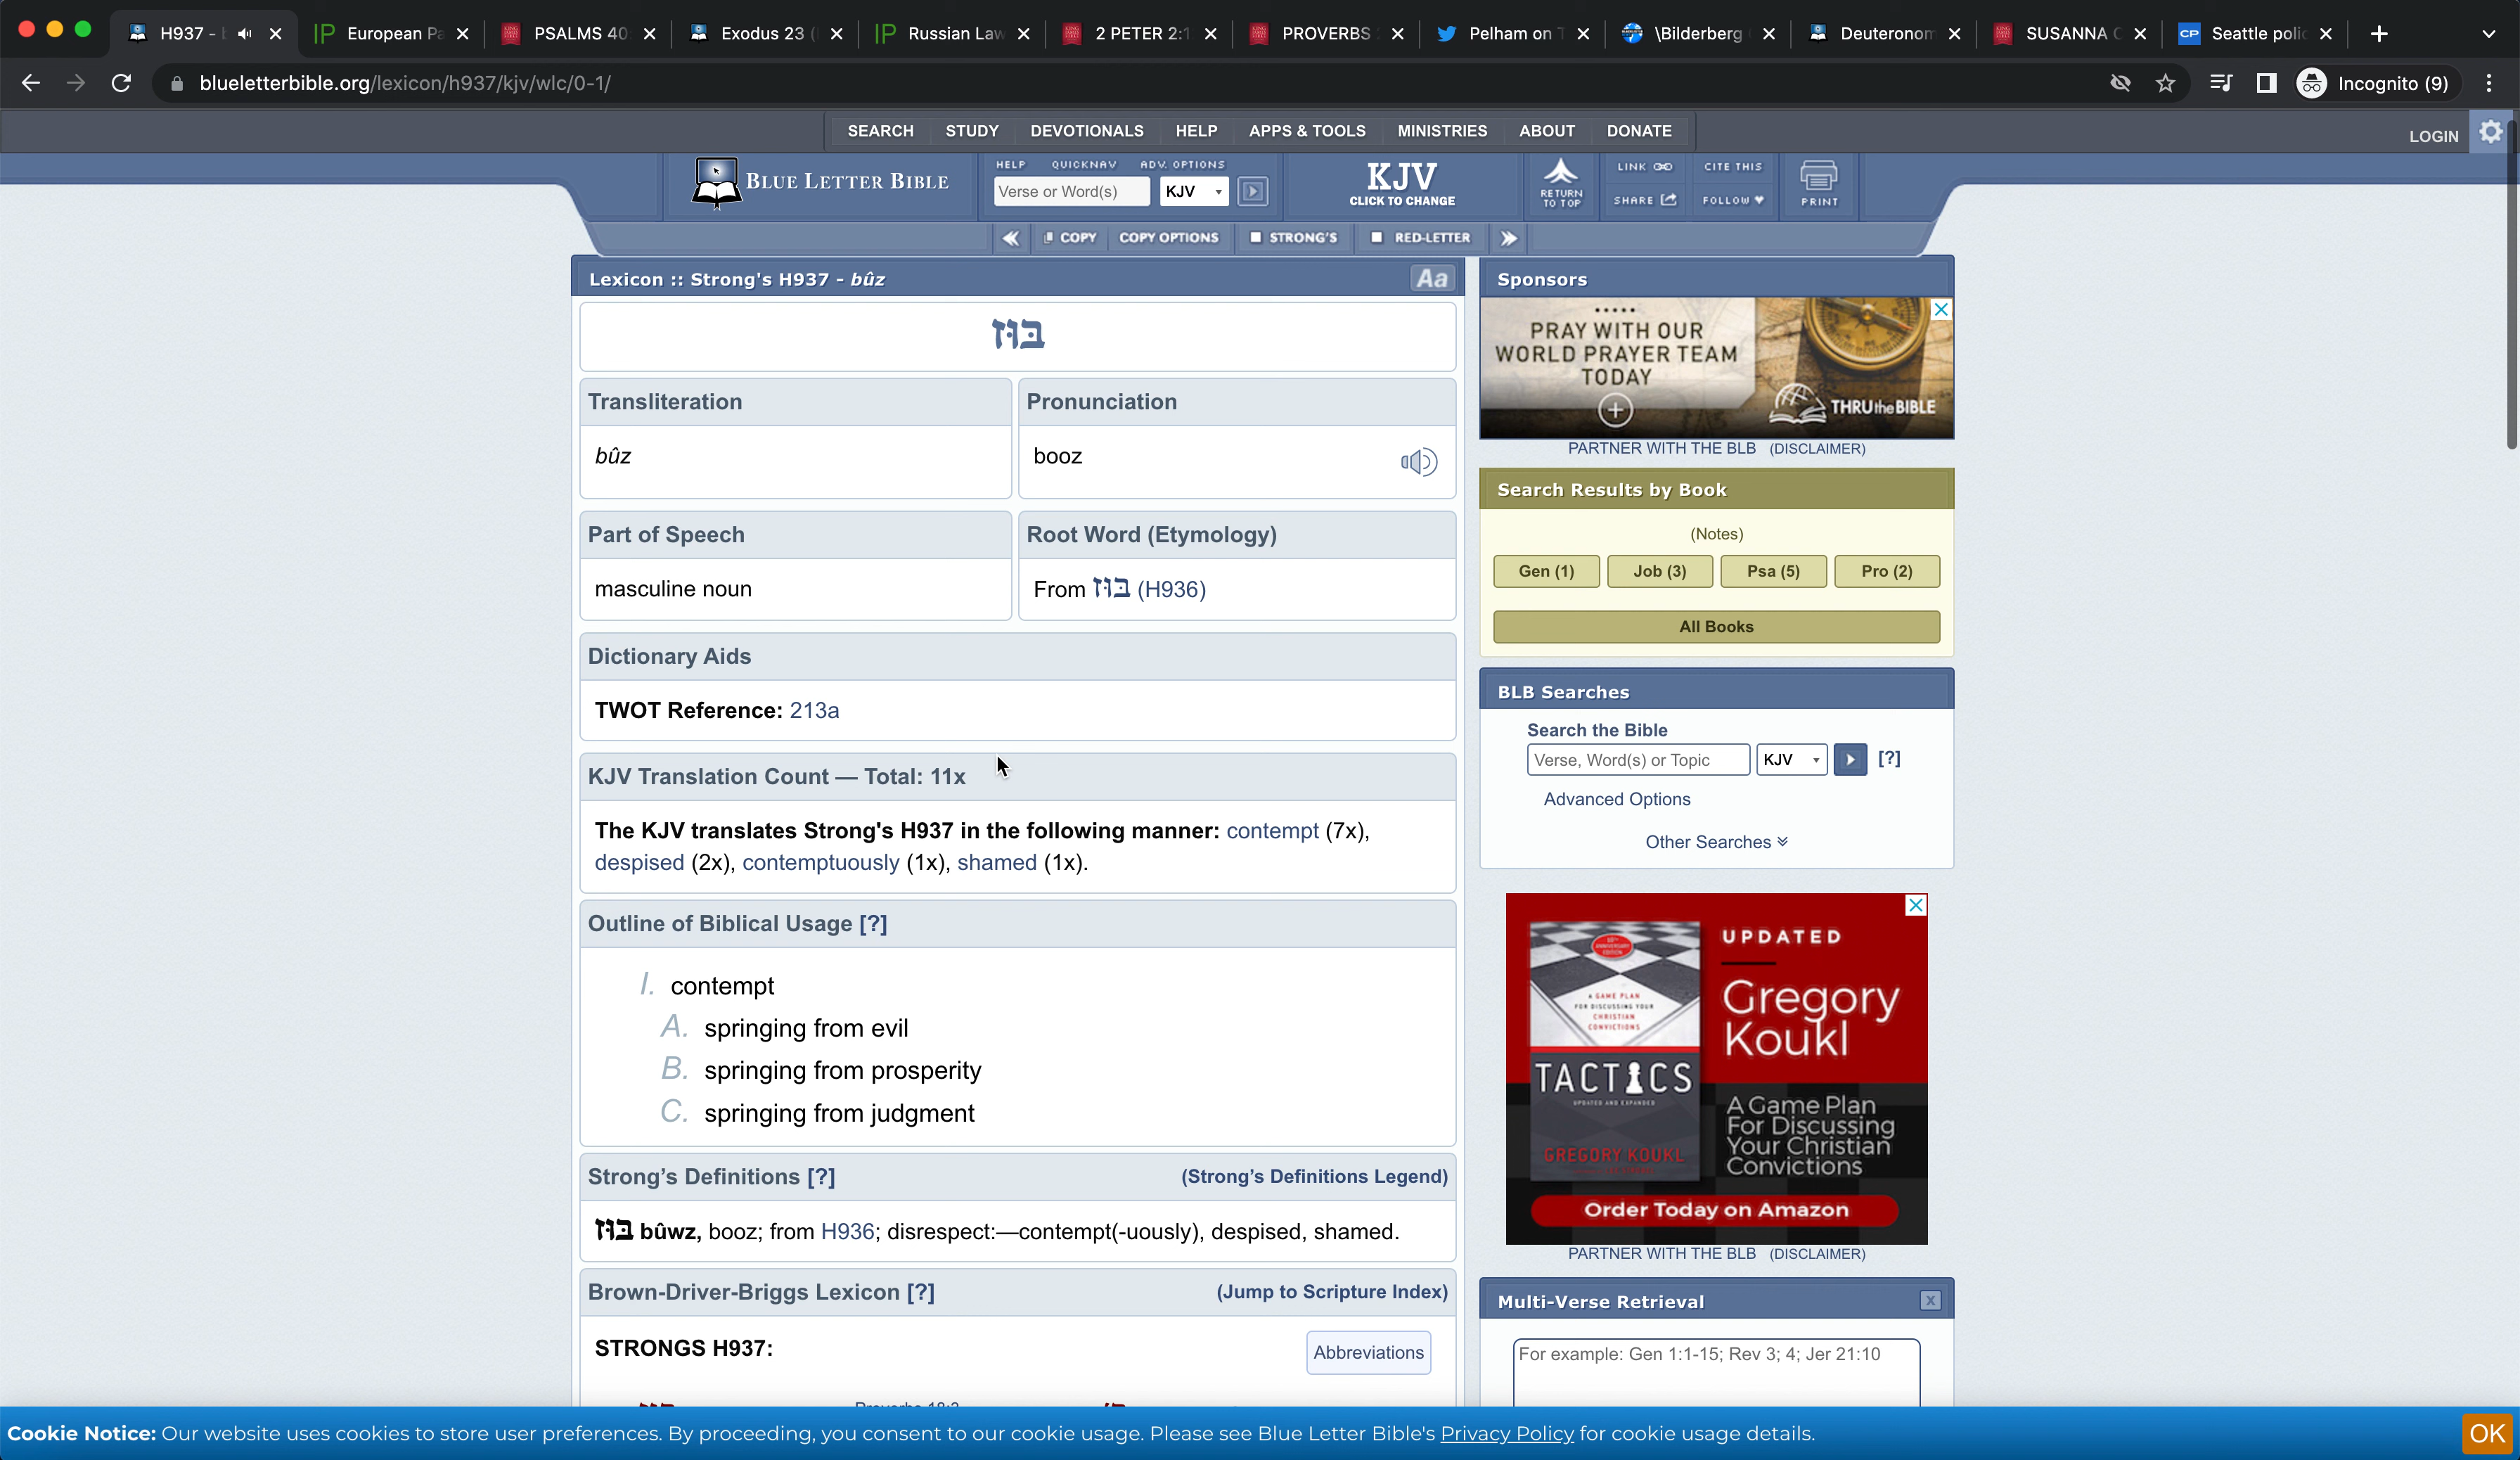 H937 -
European Pa
PSALMS 40
Exodus 23 (
Russian Law
2 PETER 2:1
PROVERBS
Pelham on T
\Bilderberg
Deuteronom
SUSANNA C
CP Seattle polic
blueletterbible.org/lexicon/h937/kjv/wlc/0-1/
Incognito (9)
SEARCH STUDY DEVOTIONALS HELP APPS & TOOLS MINISTRIES ABOUT DONATE
LOGIN
BLUE LETTER BIBLE
HELP QUICKNAV ADV. OPTIONS
Verse or Word(s) KJV
KJV
CLICK TO CHANGE
RETURN
TO TOP
LINK CITE THIS
SHARE FOLLOW
PRINT
COPY COPY OPTIONS STRONG'S RED-LETTER
Lexicon :: Strong's H937 - bûz
Aa
בּוּז
Transliteration
bûz
Pronunciation
booz
Part of Speech
masculine noun
Root Word (Etymology)
From בּוּז (H936)
Dictionary Aids
TWOT Reference: 213a
KJV Translation Count — Total: 11x
The KJV translates Strong's H937 in the following manner: contempt (7x),
despised (2x), contemptuously (1x), shamed (1x).
Outline of Biblical Usage [?]
I. contempt
A. springing from evil
B. springing from prosperity
C. springing from judgment
Strong's Definitions [?] (Strong's Definitions Legend)
בּוּז bûwz, booz; from H936; disrespect:—contempt(-uously), despised, shamed.
Brown-Driver-Briggs Lexicon [?] (Jump to Scripture Index)
STRONGS H937:
Abbreviations
Sponsors
PRAY WITH OUR
WORLD PRAYER TEAM
TODAY
THRU the BIBLE
PARTNER WITH THE BLB (DISCLAIMER)
Search Results by Book
(Notes)
Gen (1) Job (3) Psa (5) Pro (2)
All Books
BLB Searches
Search the Bible
Verse, Word(s) or Topic KJV [?]
Advanced Options
Other Searches
UPDATED
Gregory
Koukl
A GAME PLAN
FOR DISCUSSING YOUR
CHRISTIAN
CONVICTIONS
TACTICS
UPDATED AND EXPANDED
GREGORY KOUKL
A Game Plan
For Discussing
Your Christian
Convictions
Order Today on Amazon
PARTNER WITH THE BLB (DISCLAIMER)
Multi-Verse Retrieval
x
For example: Gen 1:1-15; Rev 3; 4; Jer 21:10
Cookie Notice: Our website uses cookies to store user preferences. By proceeding, you consent to our cookie usage. Please see Blue Letter Bible's Privacy Policy for cookie usage details.
OK